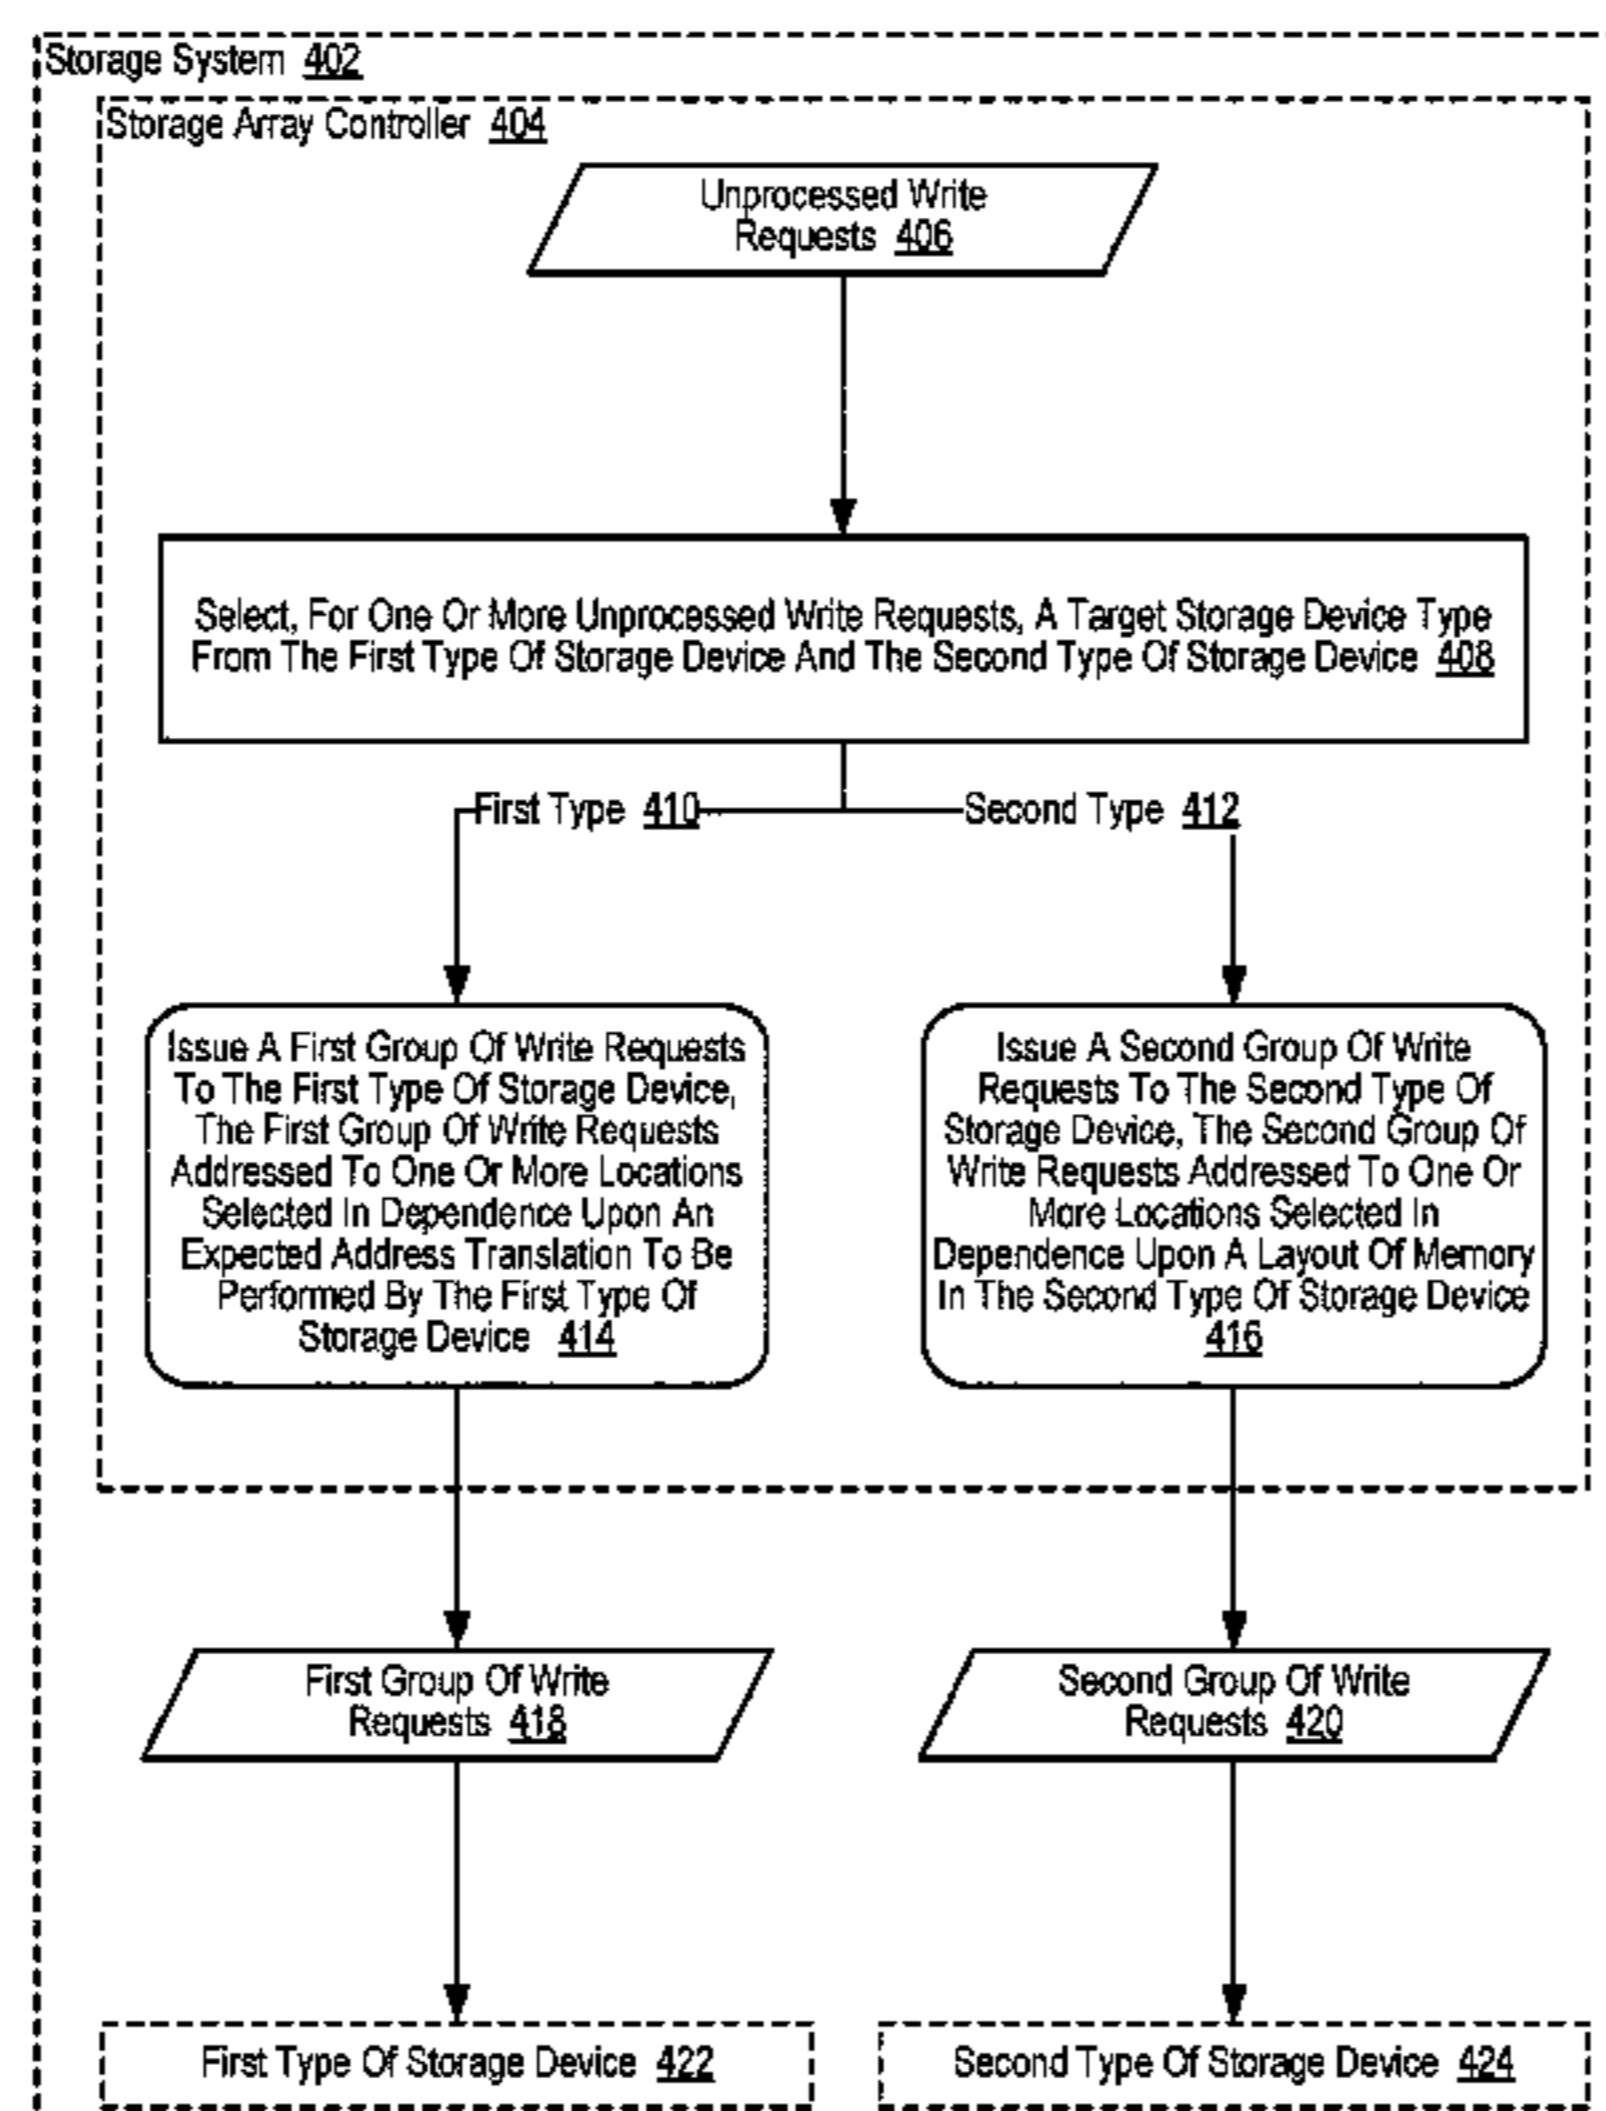 Storage System 402
Storage Array Controller 404
Unprocessed Write
Requests 406
Select, For One Or More Unprocessed Write Requests, A Target Storage Device Type
From The First Type Of Storage Device And The Second Type Of Storage Device 408
First Type 410
Second Type 412
Issue A First Group Of Write Requests
To The First Type Of Storage Device,
The First Group Of Write Requests
Addressed To One Or More Locations
Selected In Dependence Upon An
Expected Address Translation To Be
Performed By The First Type Of
Storage Device 414
Issue A Second Group Of Write
Requests To The Second Type Of
Storage Device, The Second Group Of
Write Requests Addressed To One Or
More Locations Selected In
Dependence Upon A Layout Of Memory
In The Second Type Of Storage Device
416
First Group Of Write
Requests 418
Second Group Of Write
Requests 420
First Type Of Storage Device 422
Second Type Of Storage Device 424